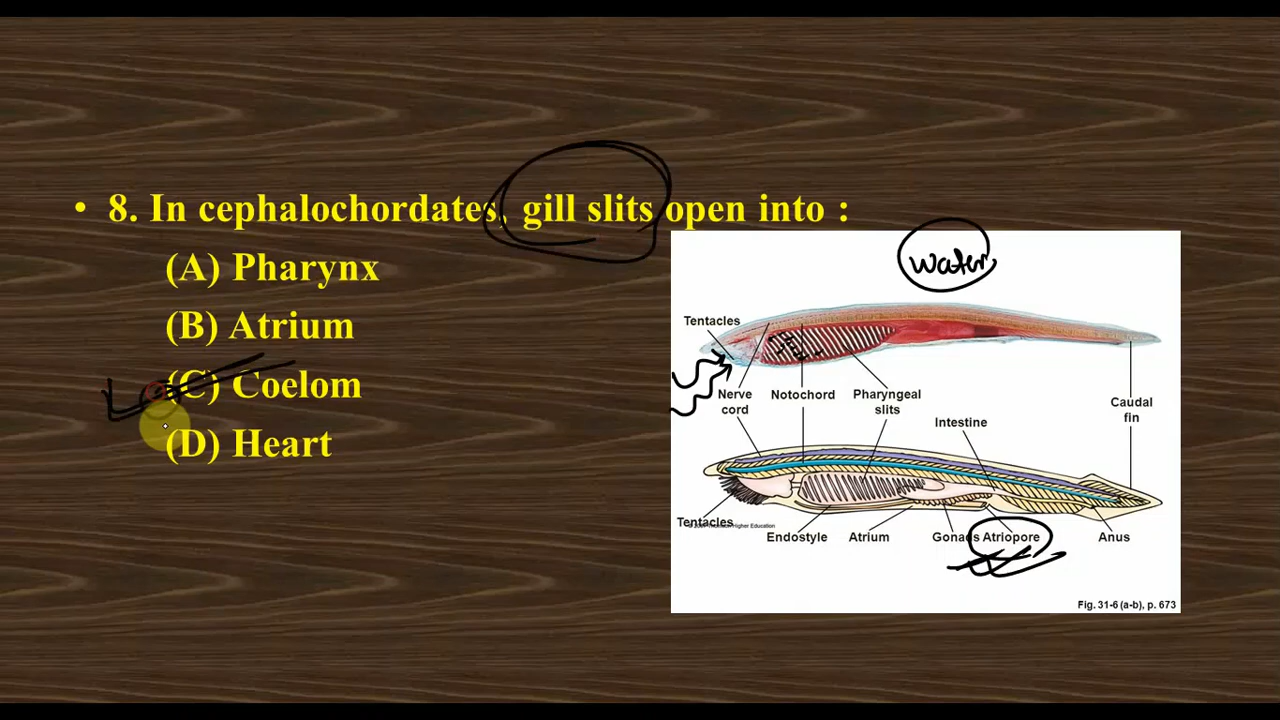 • 8. In cephalochordates, gill slits open into :
(A) Pharynx
(B) Atrium
(C) Coelom
(D) Heart
water
Tentacles
Nerve cord
Notochord
Pharyngeal slits
Intestine
Caudal fin
Tentacles
Endostyle
Atrium
Gonads
Atriopore
Anus
Fig. 31-6 (a-b), p. 673